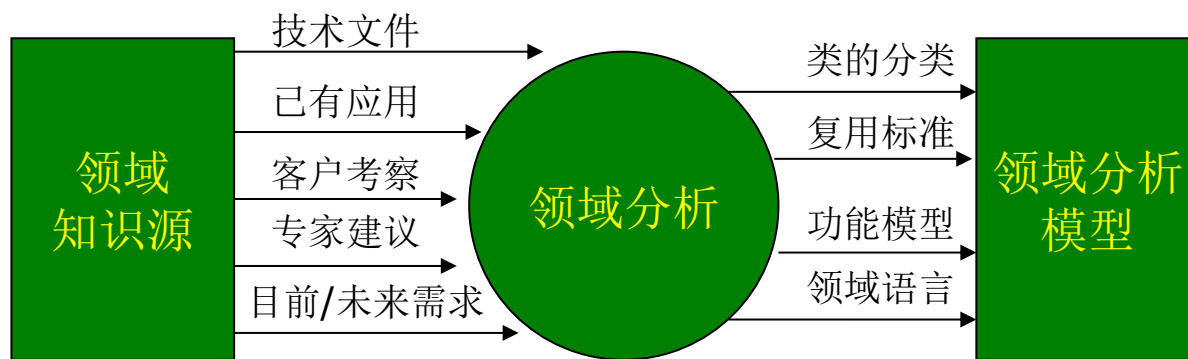 领域
知识源
技术文件
已有应用
客户考察
专家建议
目前/未来需求
领域分析
类的分类
复用标准
功能模型
领域语言
领域分析
模型